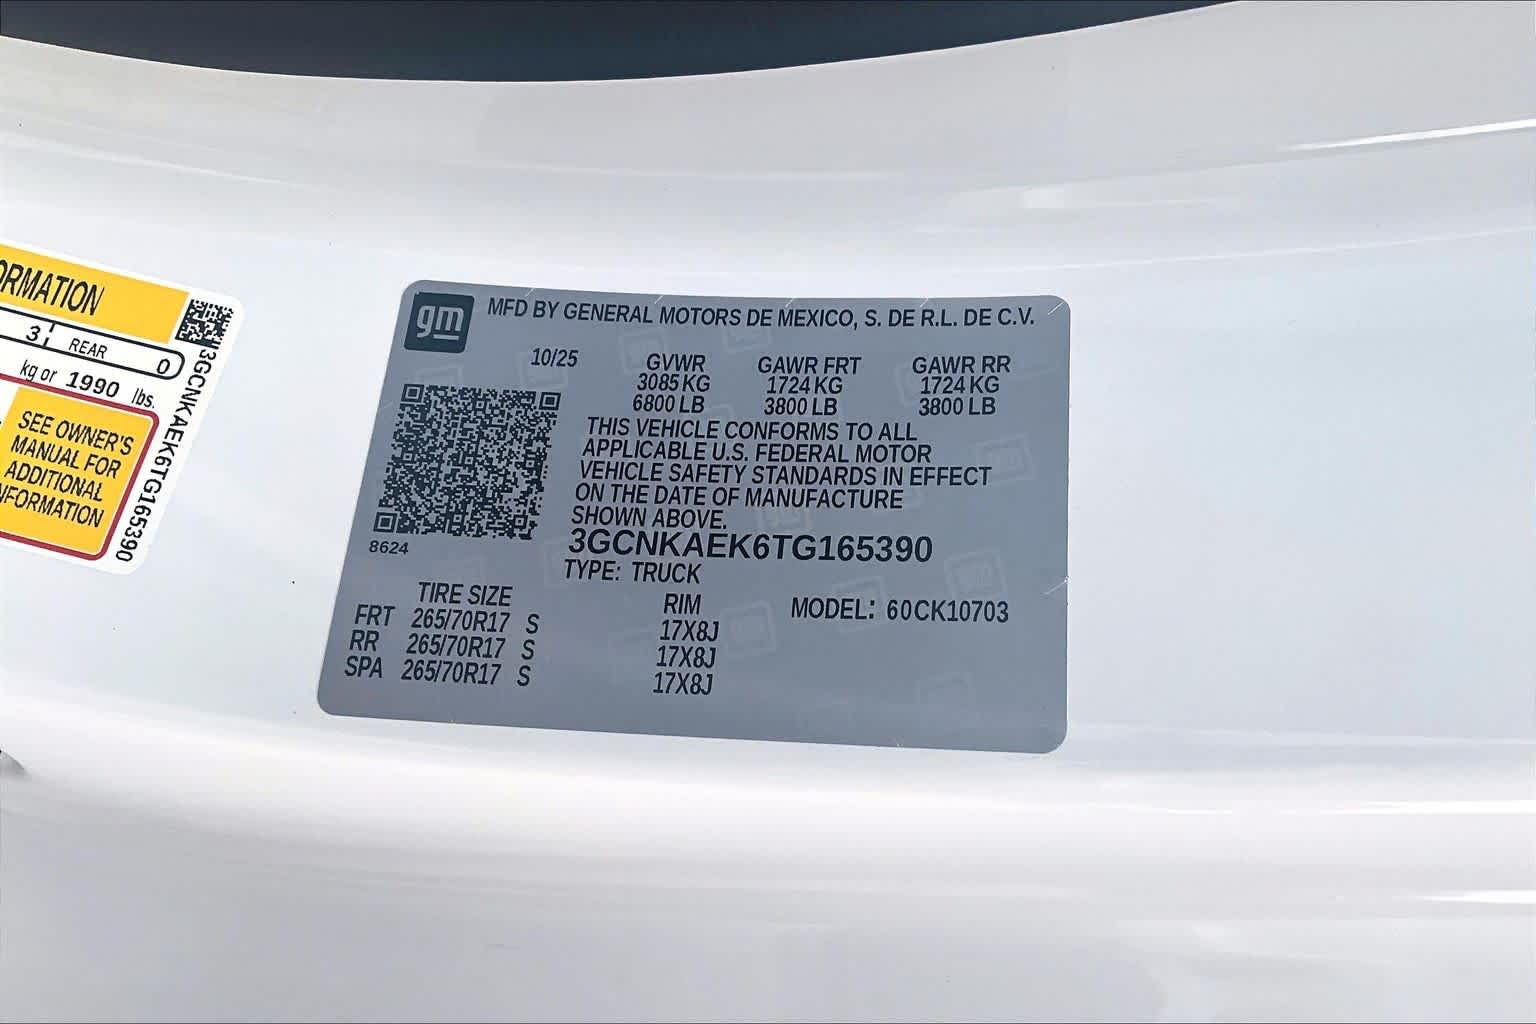 ORMATION
3 REAR 0
kg or 1990 lbs.
SEE OWNER'S
MANUAL FOR
ADDITIONAL
NFORMATION
3GCNKAEK6TG165390
gm
MFD BY GENERAL MOTORS DE MEXICO, S. DE R.L. DE C.V.
10/25 GVWR GAWR FRT GAWR RR
3085 KG 1724 KG 1724 KG
6800 LB 3800 LB 3800 LB
THIS VEHICLE CONFORMS TO ALL
APPLICABLE U.S. FEDERAL MOTOR
VEHICLE SAFETY STANDARDS IN EFFECT
ON THE DATE OF MANUFACTURE
SHOWN ABOVE.
8624
3GCNKAEK6TG165390
TYPE: TRUCK
TIRE SIZE RIM MODEL: 60CK10703
FRT 265/70R17 S 17X8J
RR 265/70R17 S 17X8J
SPA 265/70R17 S 17X8J